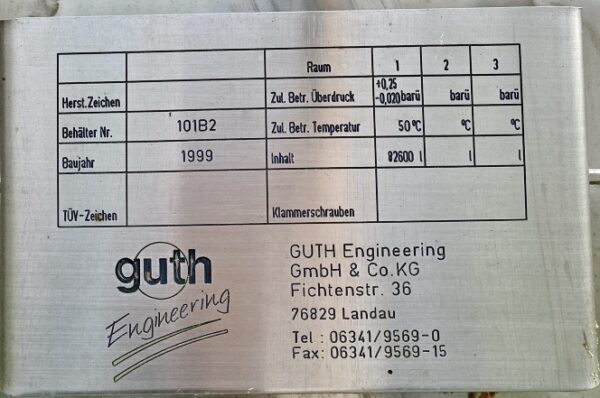 Raum 1 2 3
Herst.Zeichen Zul. Betr. Überdruck +0,25 -0,020 barü barü barü
Behälter Nr. 101B2 Zul. Betr. Temperatur 50 °C °C °C
Baujahr 1999 Inhalt 82600 l l l
TÜV-Zeichen Klammerschrauben
guth
Engineering
GUTH Engineering
GmbH & Co.KG
Fichtenstr. 36
76829 Landau
Tel.: 06341/9569-0
Fax: 06341/9569-15